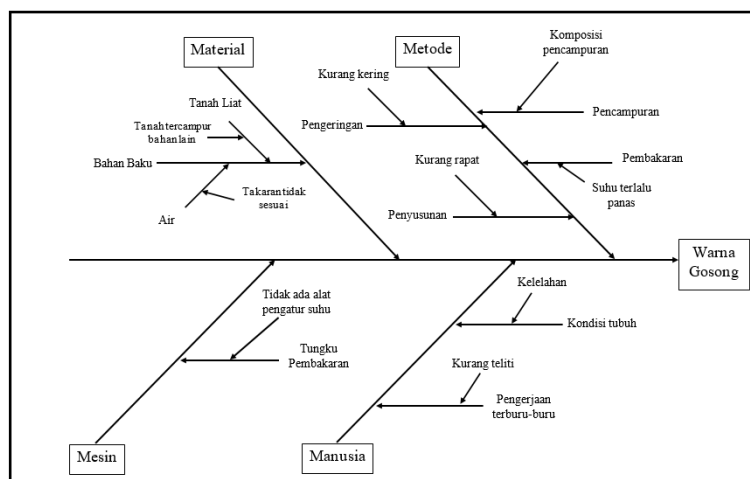 Material
Metode
Komposisi
pencampuran
Kurang kering
Tanah Liat
Pencampuran
Pengeringan
Tanah tercampur
bahan lain
Bahan Baku
Pembakaran
Kurang rapat
Suhu terlalu
panas
Takaran tidak
sesuai
Air
Penyusunan
Warna
Gosong
Kelelahan
Tidak ada alat
pengatur suhu
Kondisi tubuh
Tungku
Pembakaran
Kurang teliti
Pengerjaan
terburu-buru
Mesin
Manusia